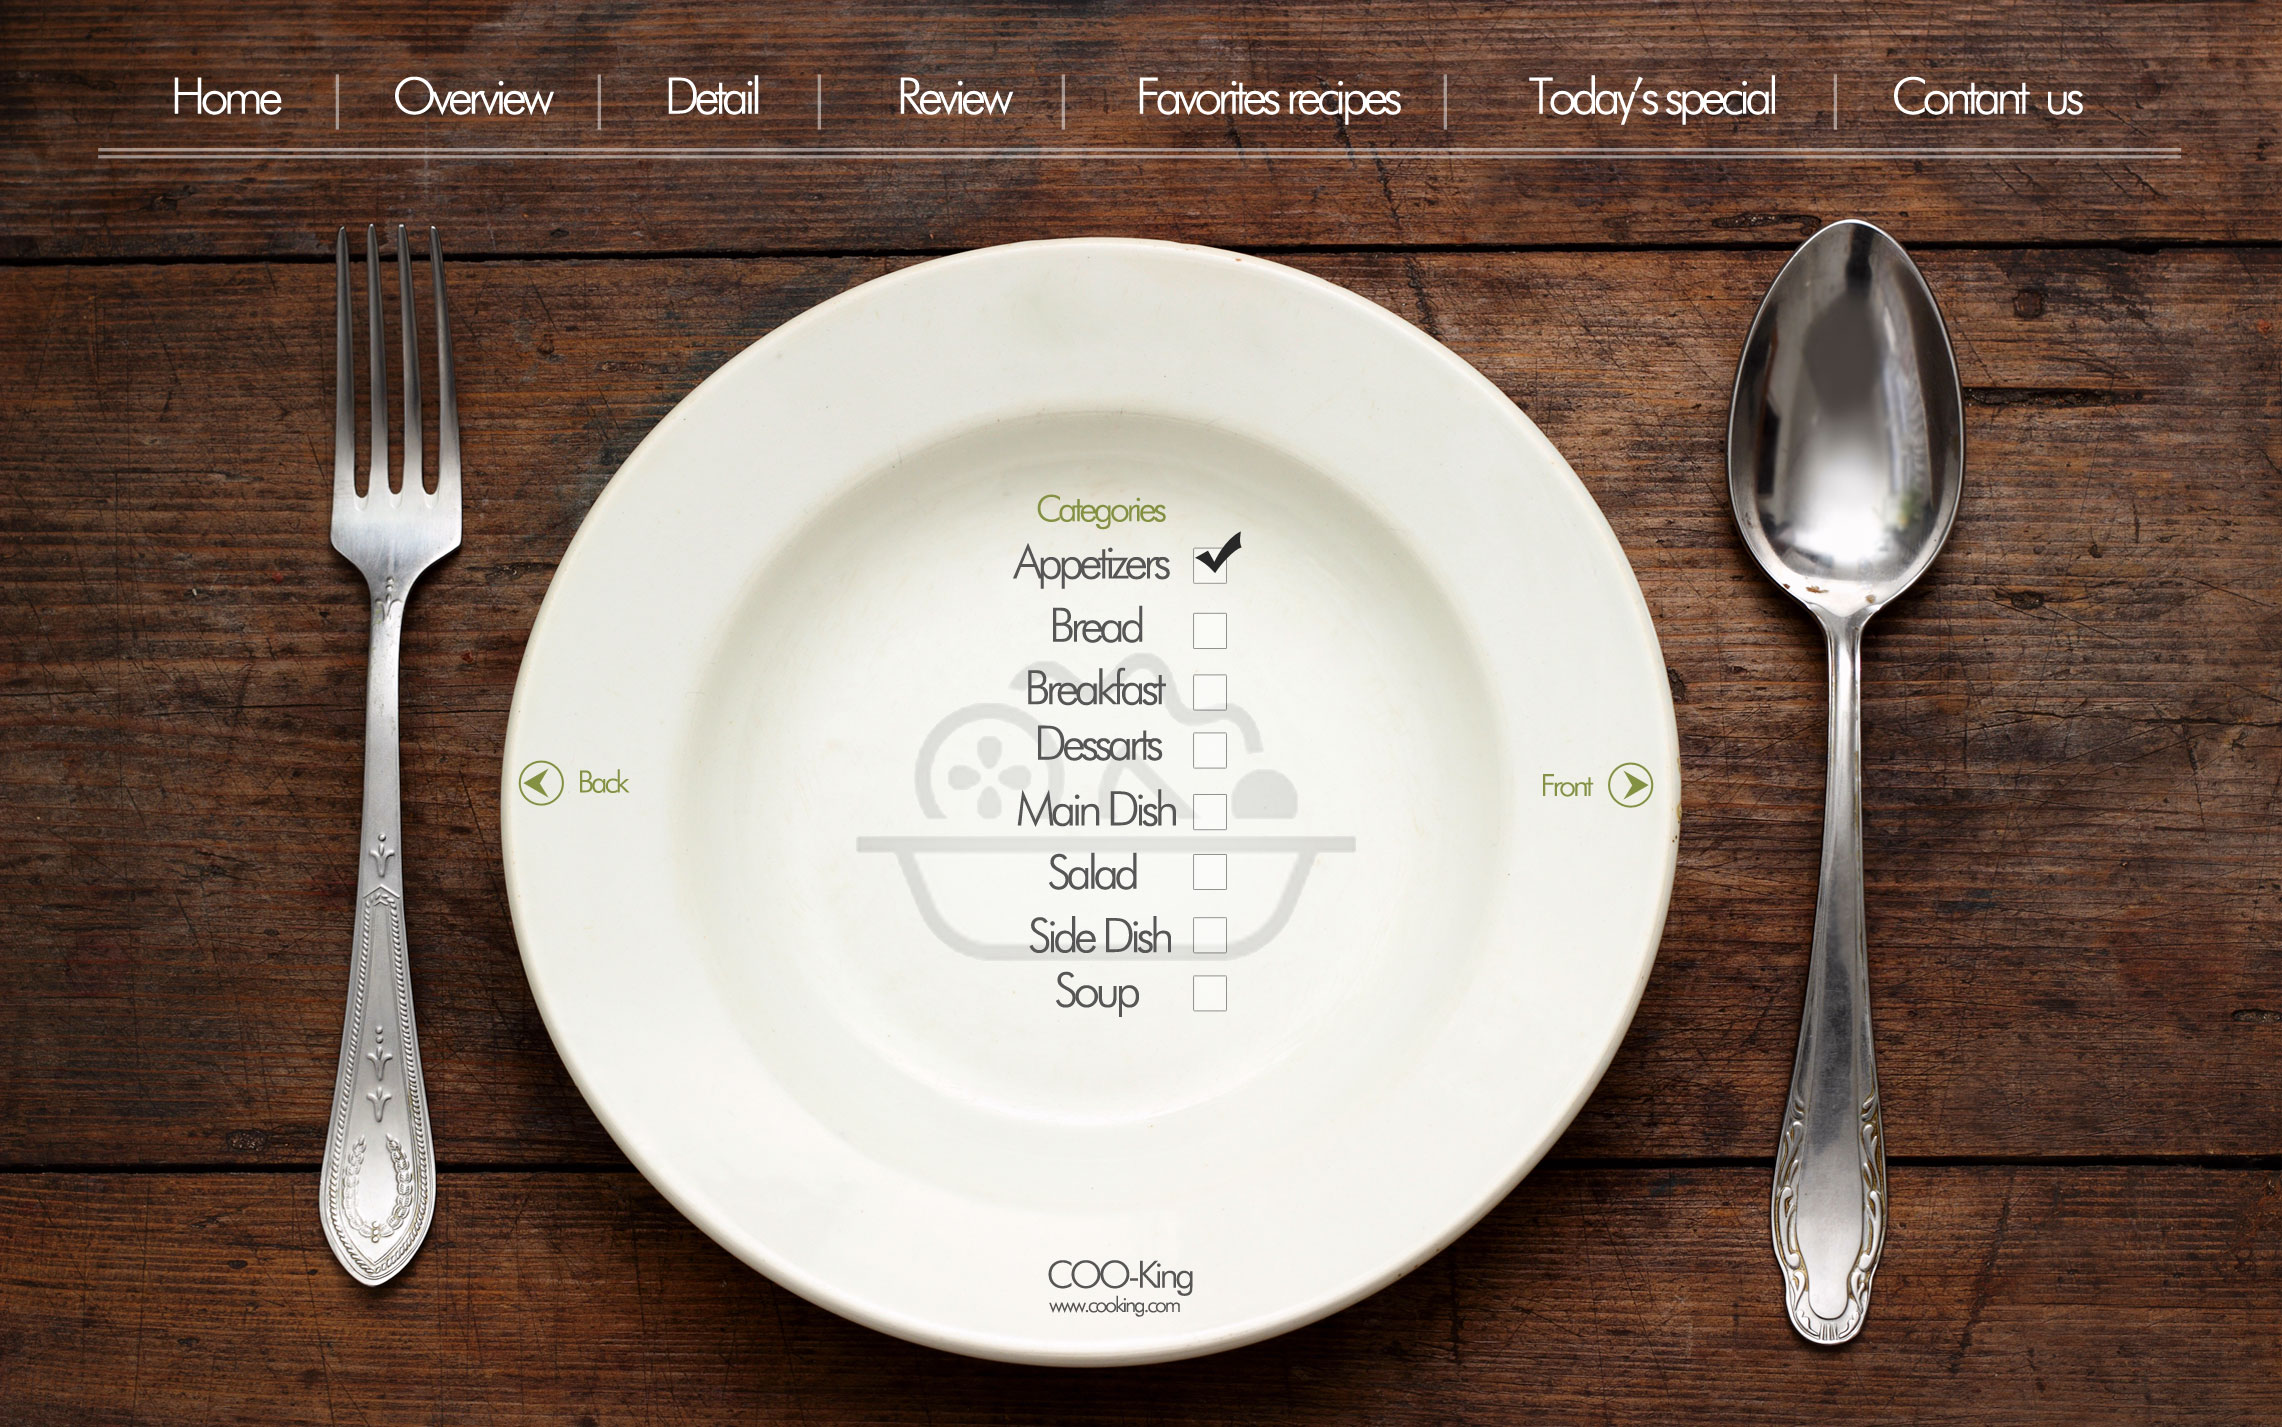 Home Overview Detail Review Favorites recipes Today's special Contant us
Categories
Appetizers
Bread
Breakfast
Dessarts
Back
Front
Main Dish
Salad
Side Dish
Soup
COO-King
www.cooking.com